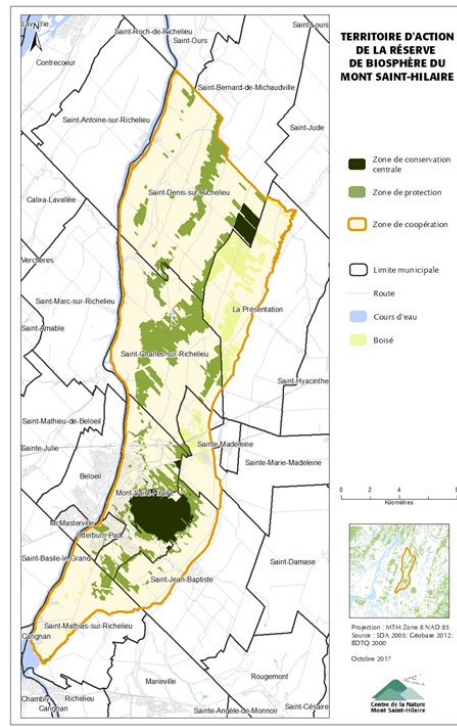 TERRITOIRE D'ACTION
DE LA RÉSERVE
DE BIOSPHÈRE DU
MONT SAINT-HILAIRE
Zone de conservation
centrale
Zone de protection
Zone de coopération
Limite municipale
Route
Cours d'eau
Boisé
0 4 8
Kilomètres
Projection : MTM Zone 8 NAD 83.
Source : SDA 2005; Géobase 2012;
BDTQ 2000
Octobre 2017
Centre de la Nature
Mont Saint-Hilaire
Saint-Roch-de-Richelieu
Saint-Ours
Contrecoeur
Saint-Bernard-de-Michaudville
Saint-Antoine-sur-Richelieu
Saint-Jude
Saint-Denis-sur-Richelieu
Calixa-Lavallée
Verchères
La Présentation
Saint-Marc-sur-Richelieu
Saint-Amable
Saint-Charles-sur-Richelieu
Saint-Hyacinthe
Saint-Mathieu-de-Beloeil
Sainte-Julie
Sainte-Madeleine
Sainte-Marie-Madeleine
Beloeil
McMasterville
Otterburn Park
Saint-Basile-le-Grand
Saint-Damase
Saint-Jean-Baptiste
Saint-Mathias-sur-Richelieu
Carignan
Marieville
Rougemont
Chambly
Richelieu
Carignan
Saint-Césaire
Sainte-Angèle-de-Monnoir